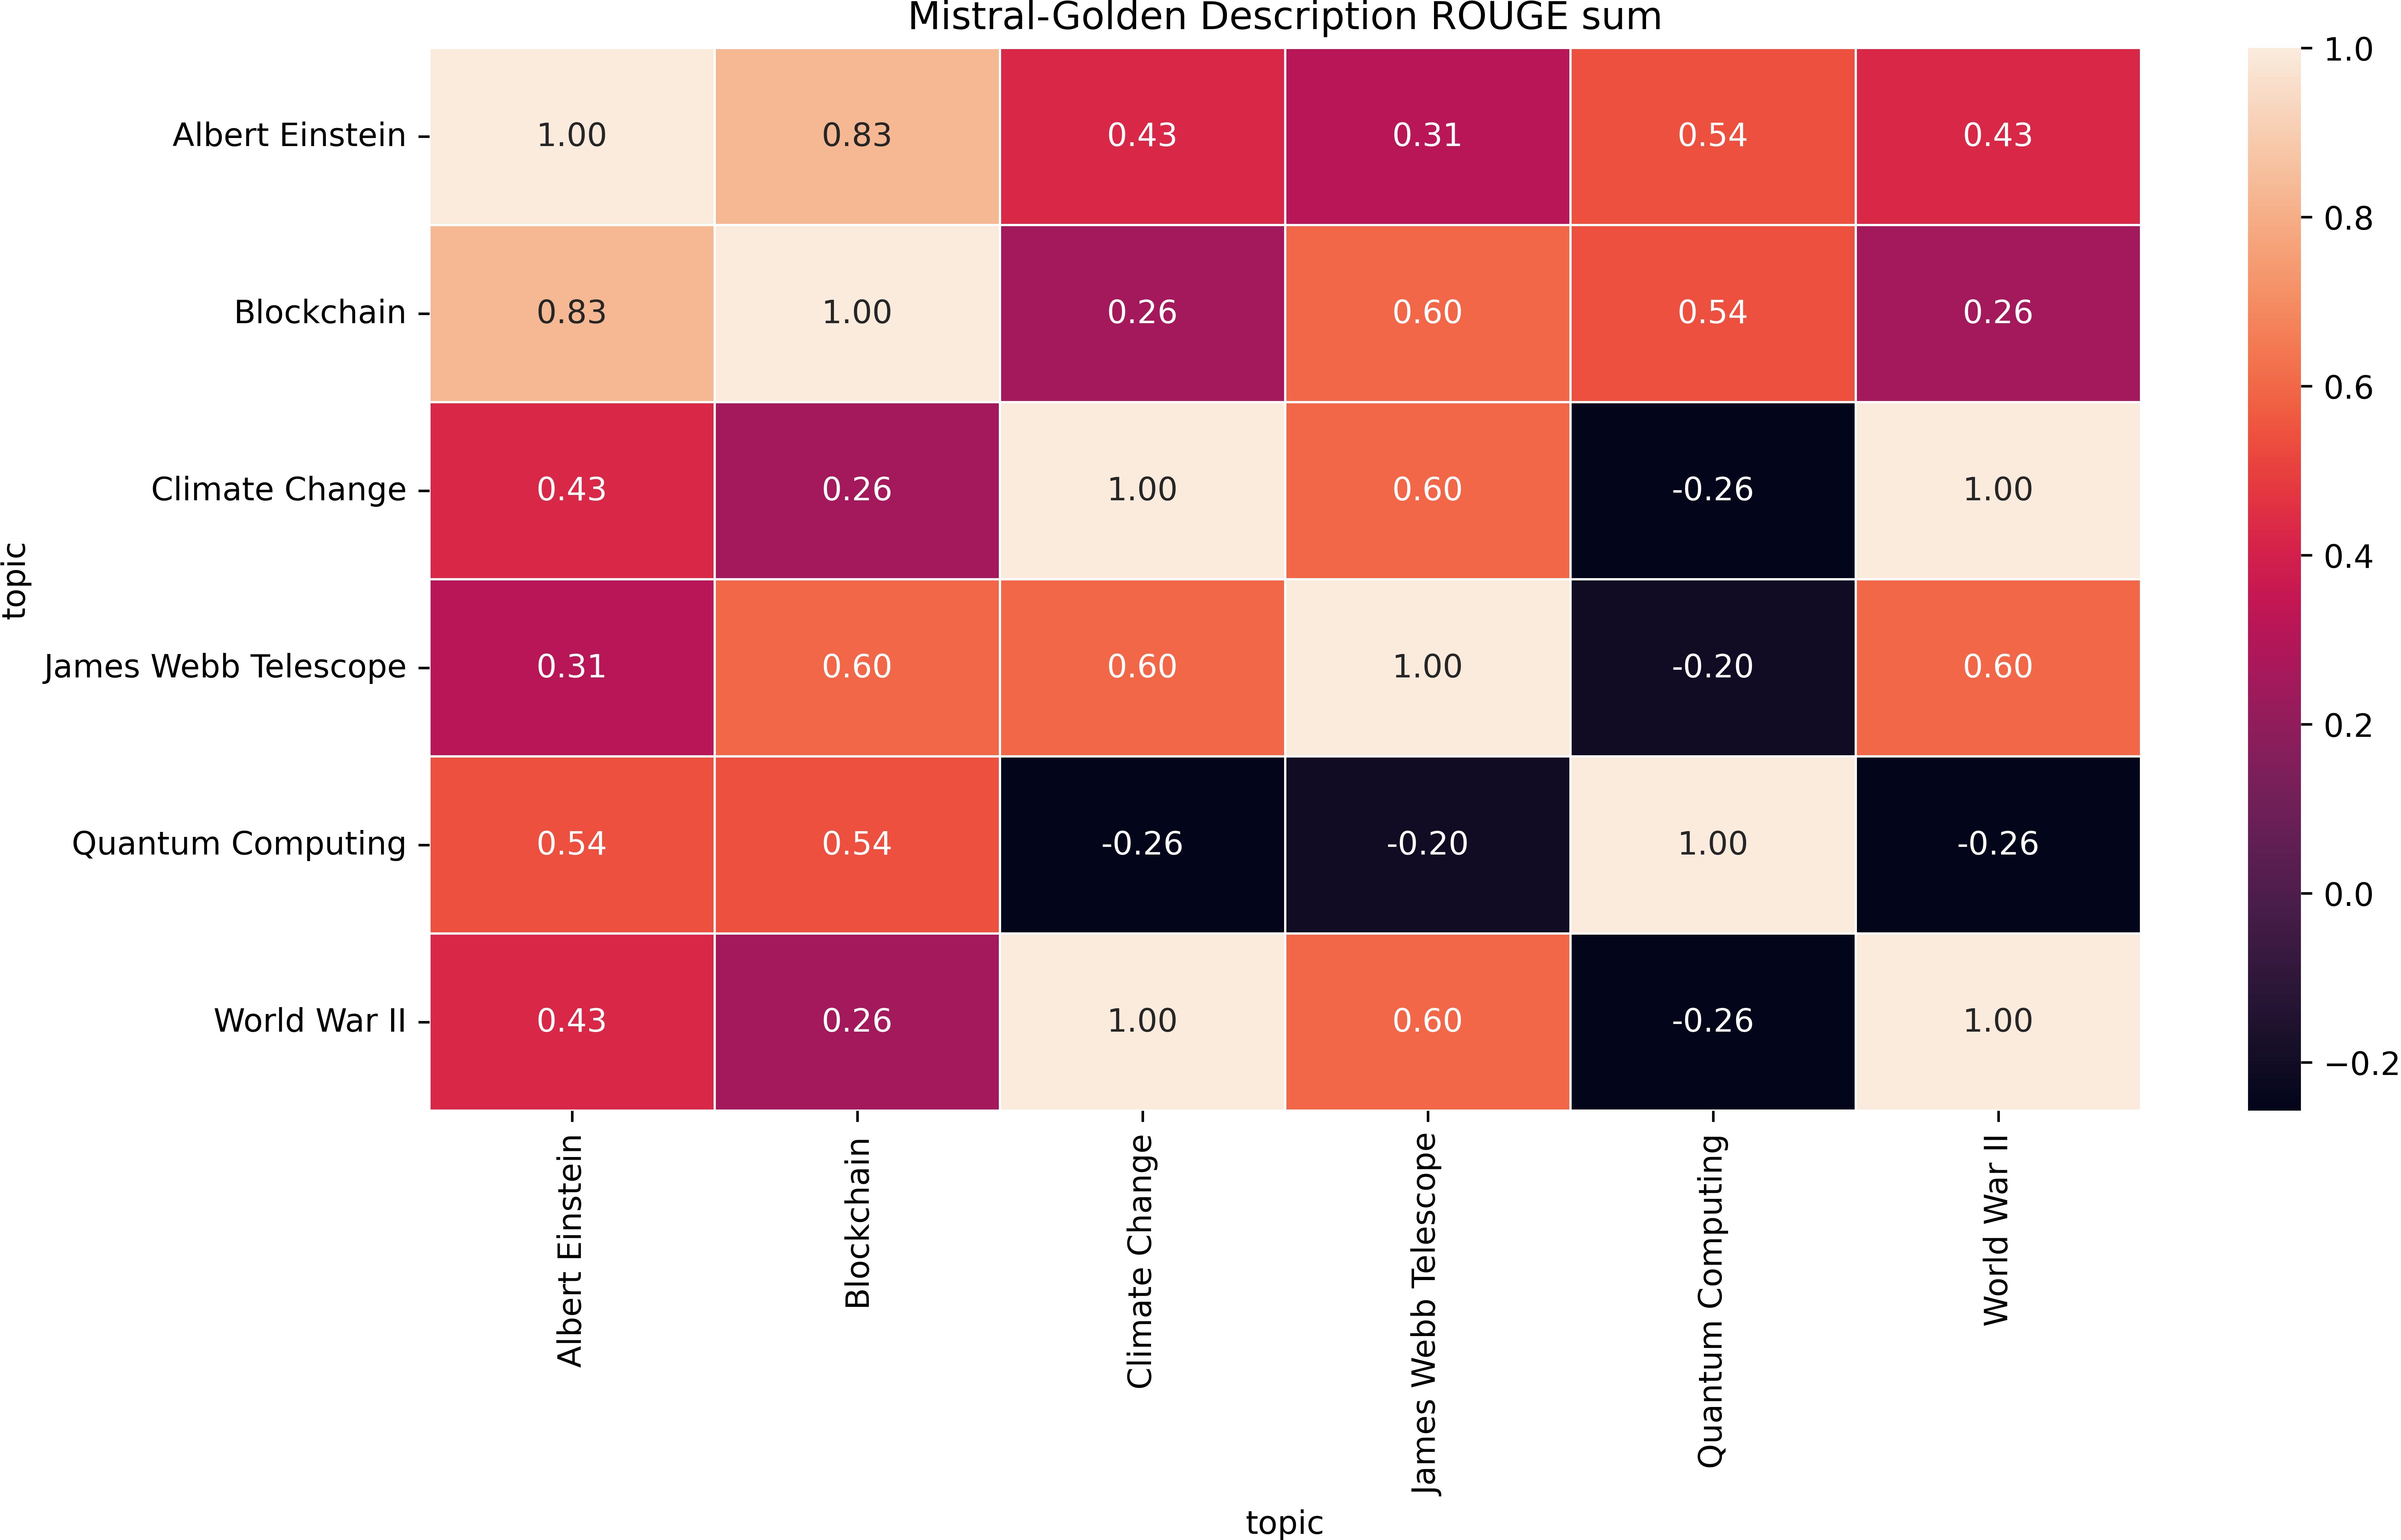 Mistral-Golden Description ROUGE sum
Albert Einstein 1.00 0.83 0.43 0.31 0.54 0.43
Blockchain 0.83 1.00 0.26 0.60 0.54 0.26
Climate Change 0.43 0.26 1.00 0.60 -0.26 1.00
James Webb Telescope 0.31 0.60 0.60 1.00 -0.20 0.60
Quantum Computing 0.54 0.54 -0.26 -0.20 1.00 -0.26
World War II 0.43 0.26 1.00 0.60 -0.26 1.00
topic
Albert Einstein
Blockchain
Climate Change
James Webb Telescope
Quantum Computing
World War II
topic
1.0
0.8
0.6
0.4
0.2
0.0
−0.2